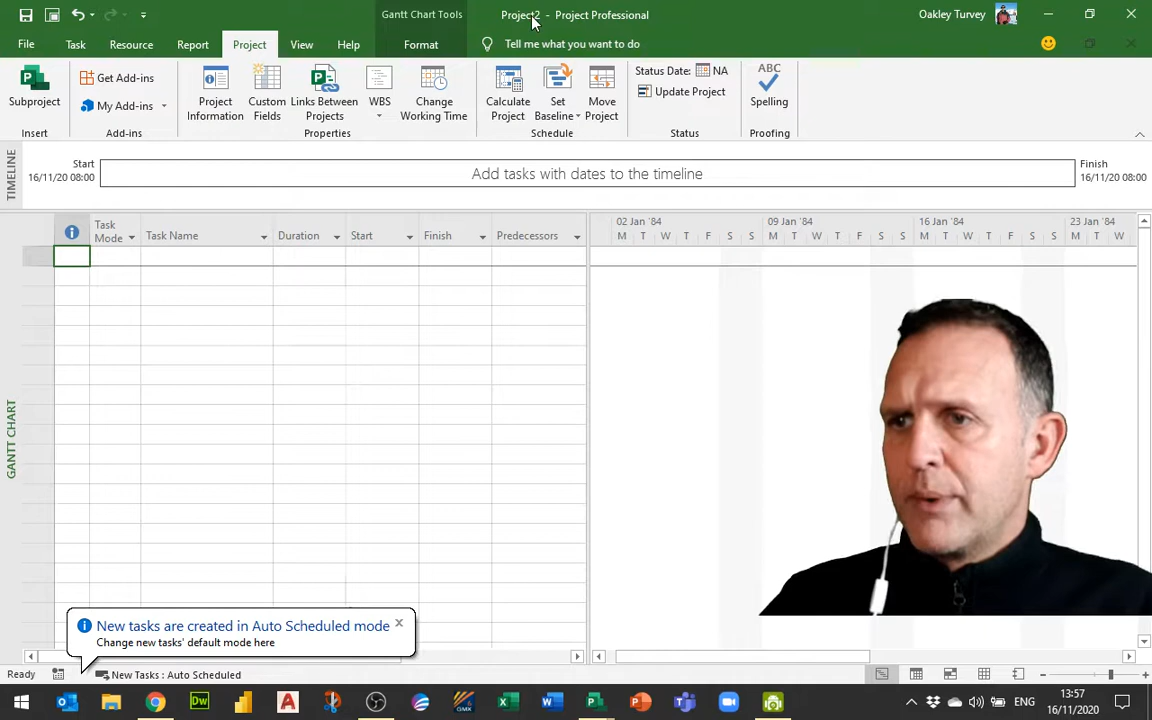 Gantt Chart Tools
Project2 - Project Professional
Oakley Turvey
File Task Resource Report Project View Help Format Tell me what you want to do
Subproject
Insert
Get Add-ins
My Add-ins
Add-ins
Project Information
Custom Fields
Links Between Projects
WBS
Change Working Time
Properties
Calculate Project
Set Baseline
Move Project
Schedule
Status Date: NA
Update Project
Status
ABC
Spelling
Proofing
TIMELINE
Start
16/11/20 08:00
Add tasks with dates to the timeline
Finish
16/11/20 08:00
Task Mode Task Name Duration Start Finish Predecessors
02 Jan '84 09 Jan '84 16 Jan '84 23 Jan '84
M T W T F S S M T W T F S S M T W T F S S M T W
GANTT CHART
New tasks are created in Auto Scheduled mode
Change new tasks' default mode here
Ready New Tasks : Auto Scheduled
ENG
13:57
16/11/2020